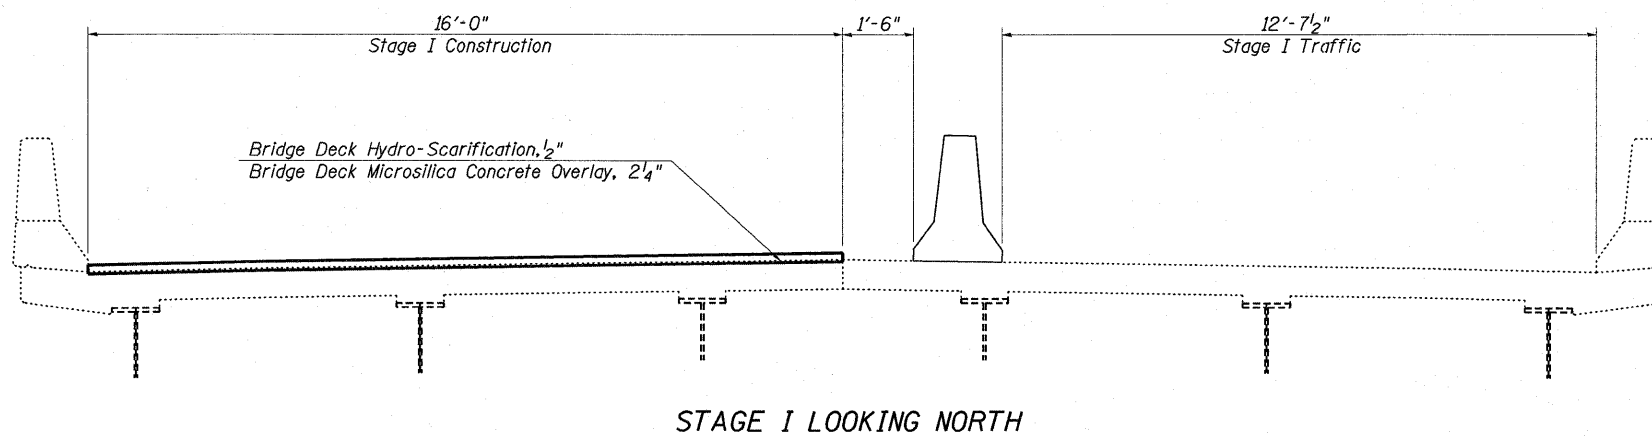 16'-0"
Stage I Construction
1'-6"
12'-7½"
Stage I Traffic
Bridge Deck Hydro-Scarification, ½"
Bridge Deck Microsilica Concrete Overlay, 2¼"
STAGE I LOOKING NORTH